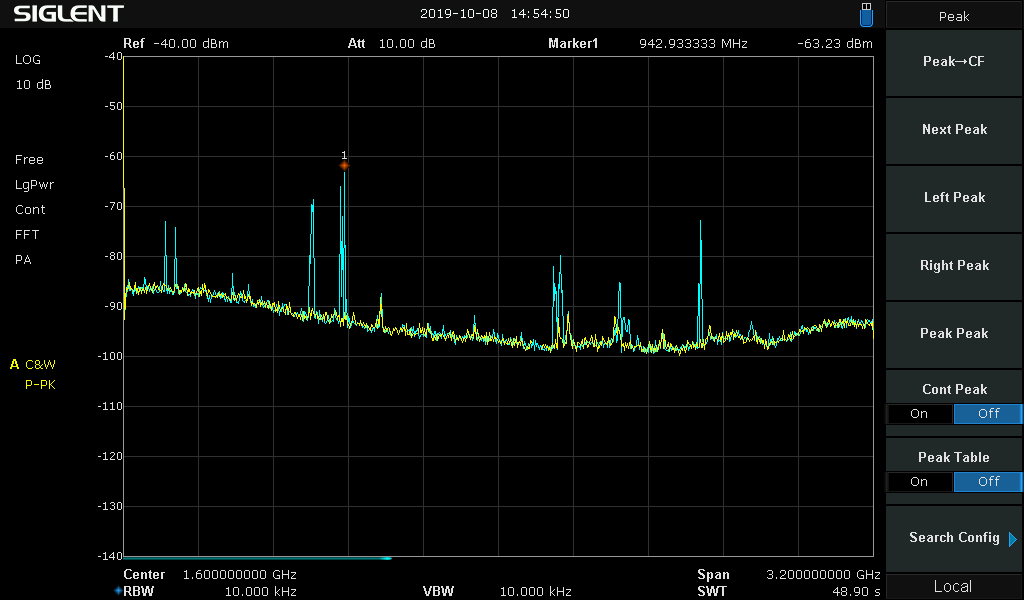 SIGLENT 2019-10-08 14:54:50 Peak
Ref -40.00 dBm Att 10.00 dB Marker1 942.933333 MHz -63.23 dBm
LOG -40 Peak→CF
10 dB
-50
Next Peak
Free -60 1
LgPwr
Cont -70 Left Peak
FFT
PA -80 Right Peak
-90
Peak Peak
-100
A C&W
P-PK Cont Peak
-110 On Off
-120 Peak Table
On Off
-130
Search Config
-140
Center 1.600000000 GHz Span 3.200000000 GHz
RBW 10.000 kHz VBW 10.000 kHz SWT 48.90 s
Local